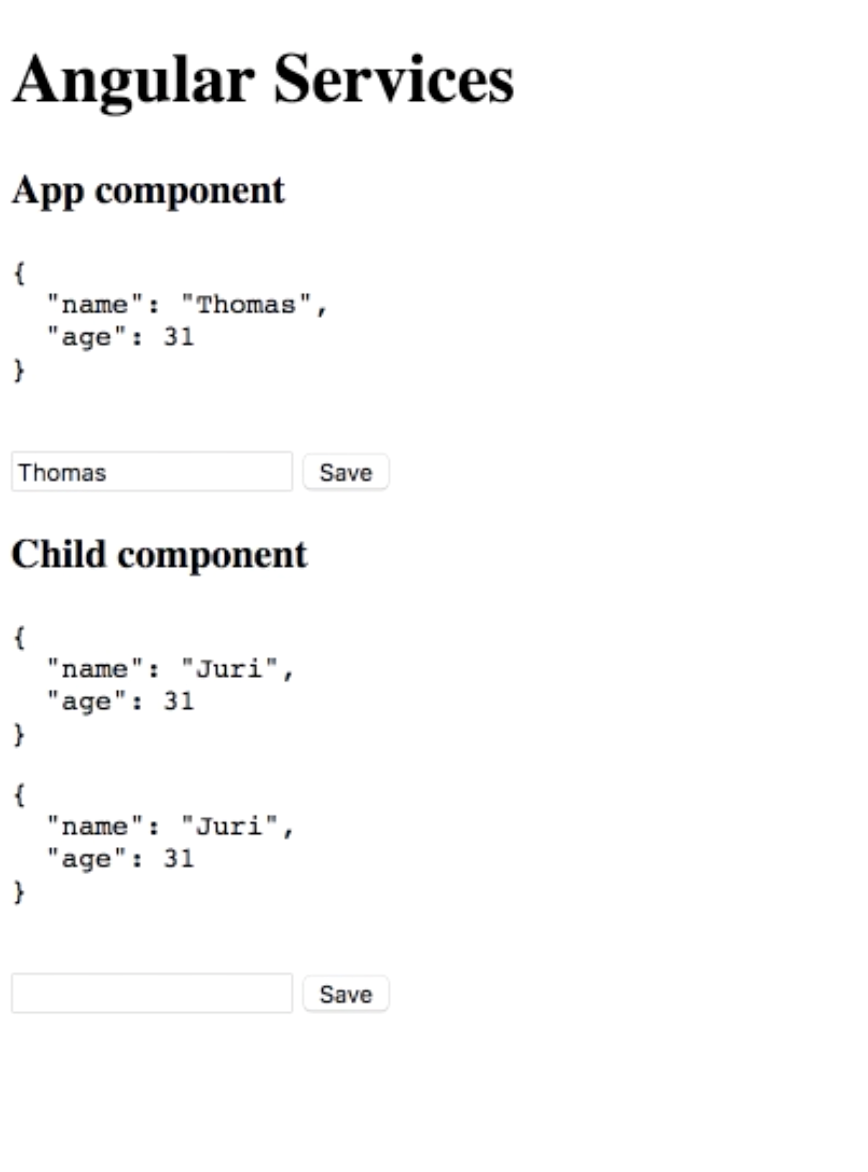 Angular Services
App component
{
  "name": "Thomas",
  "age": 31
}
Thomas Save
Child component
{
  "name": "Juri",
  "age": 31
}
{
  "name": "Juri",
  "age": 31
}
Save